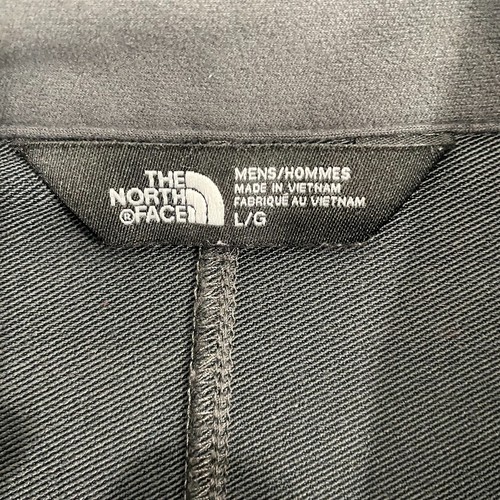 THE
NORTH
®FACE
MENS/HOMMES
MADE IN VIETNAM
FABRIQUÉ AU VIETNAM
L/G